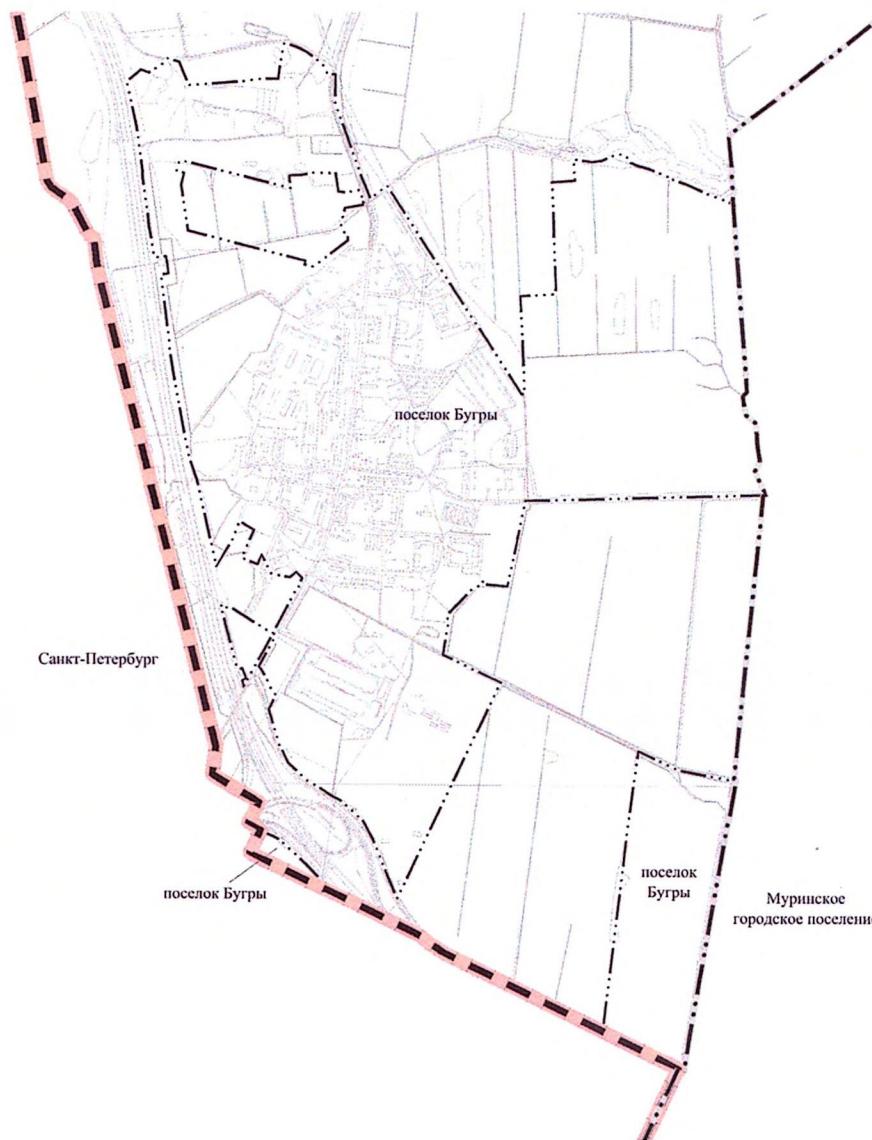 поселок Бугры
Санкт-Петербург
поселок Бугры
поселок
Бугры
Муринское
городское поселени